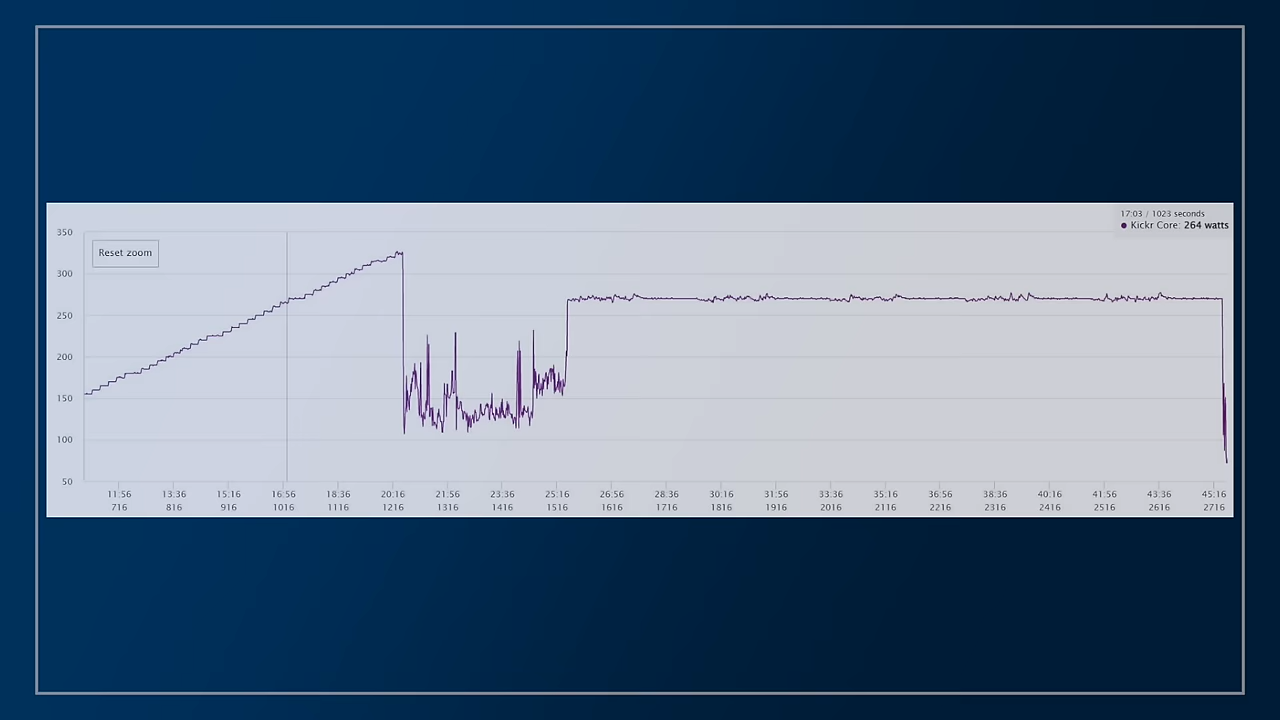 17:03 / 1023 seconds
● Kickr Core: 264 watts
Reset zoom
350
300
250
200
150
100
50
11:56 13:36 15:16 16:56 18:36 20:16 21:56 23:36 25:16 26:56 28:36 30:16 31:56 33:36 35:16 36:56 38:36 40:16 41:56 43:36 45:16
716 816 916 1016 1116 1216 1316 1416 1516 1616 1716 1816 1916 2016 2116 2216 2316 2416 2516 2616 2716